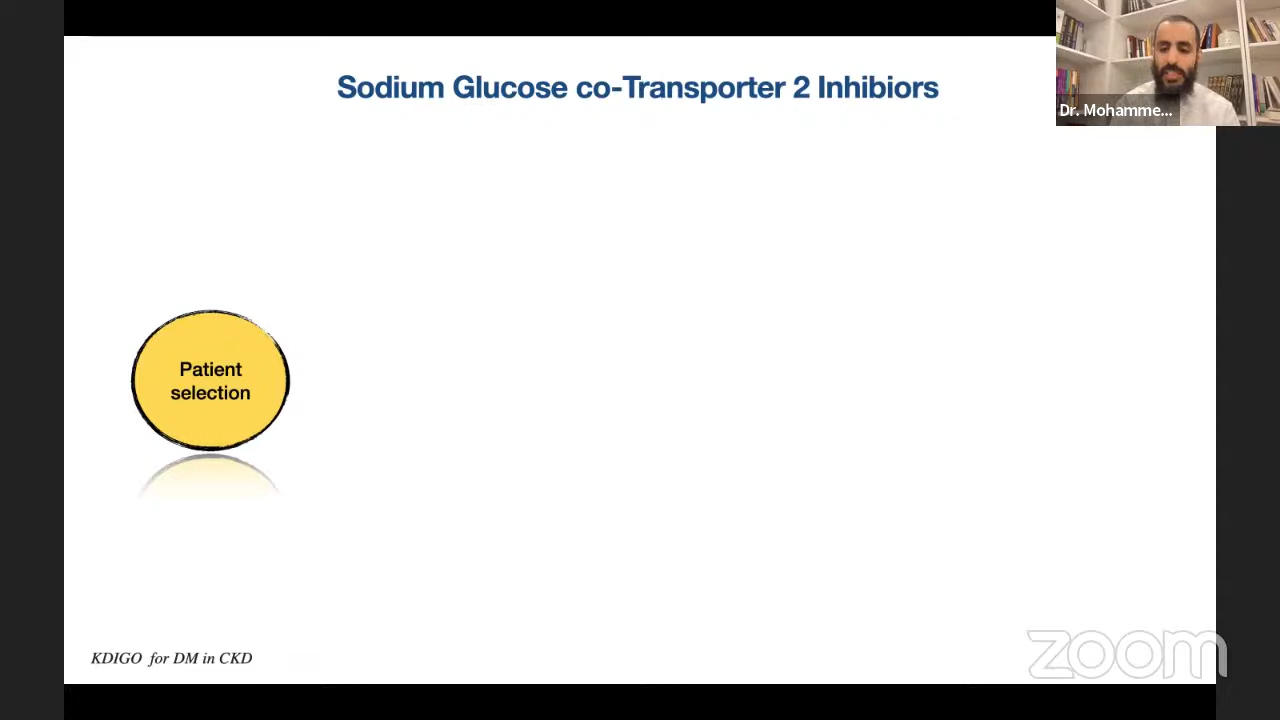 Sodium Glucose co-Transporter 2 Inhibiors
Dr. Mohamme...
Patient
selection
KDIGO for DM in CKD
zoom